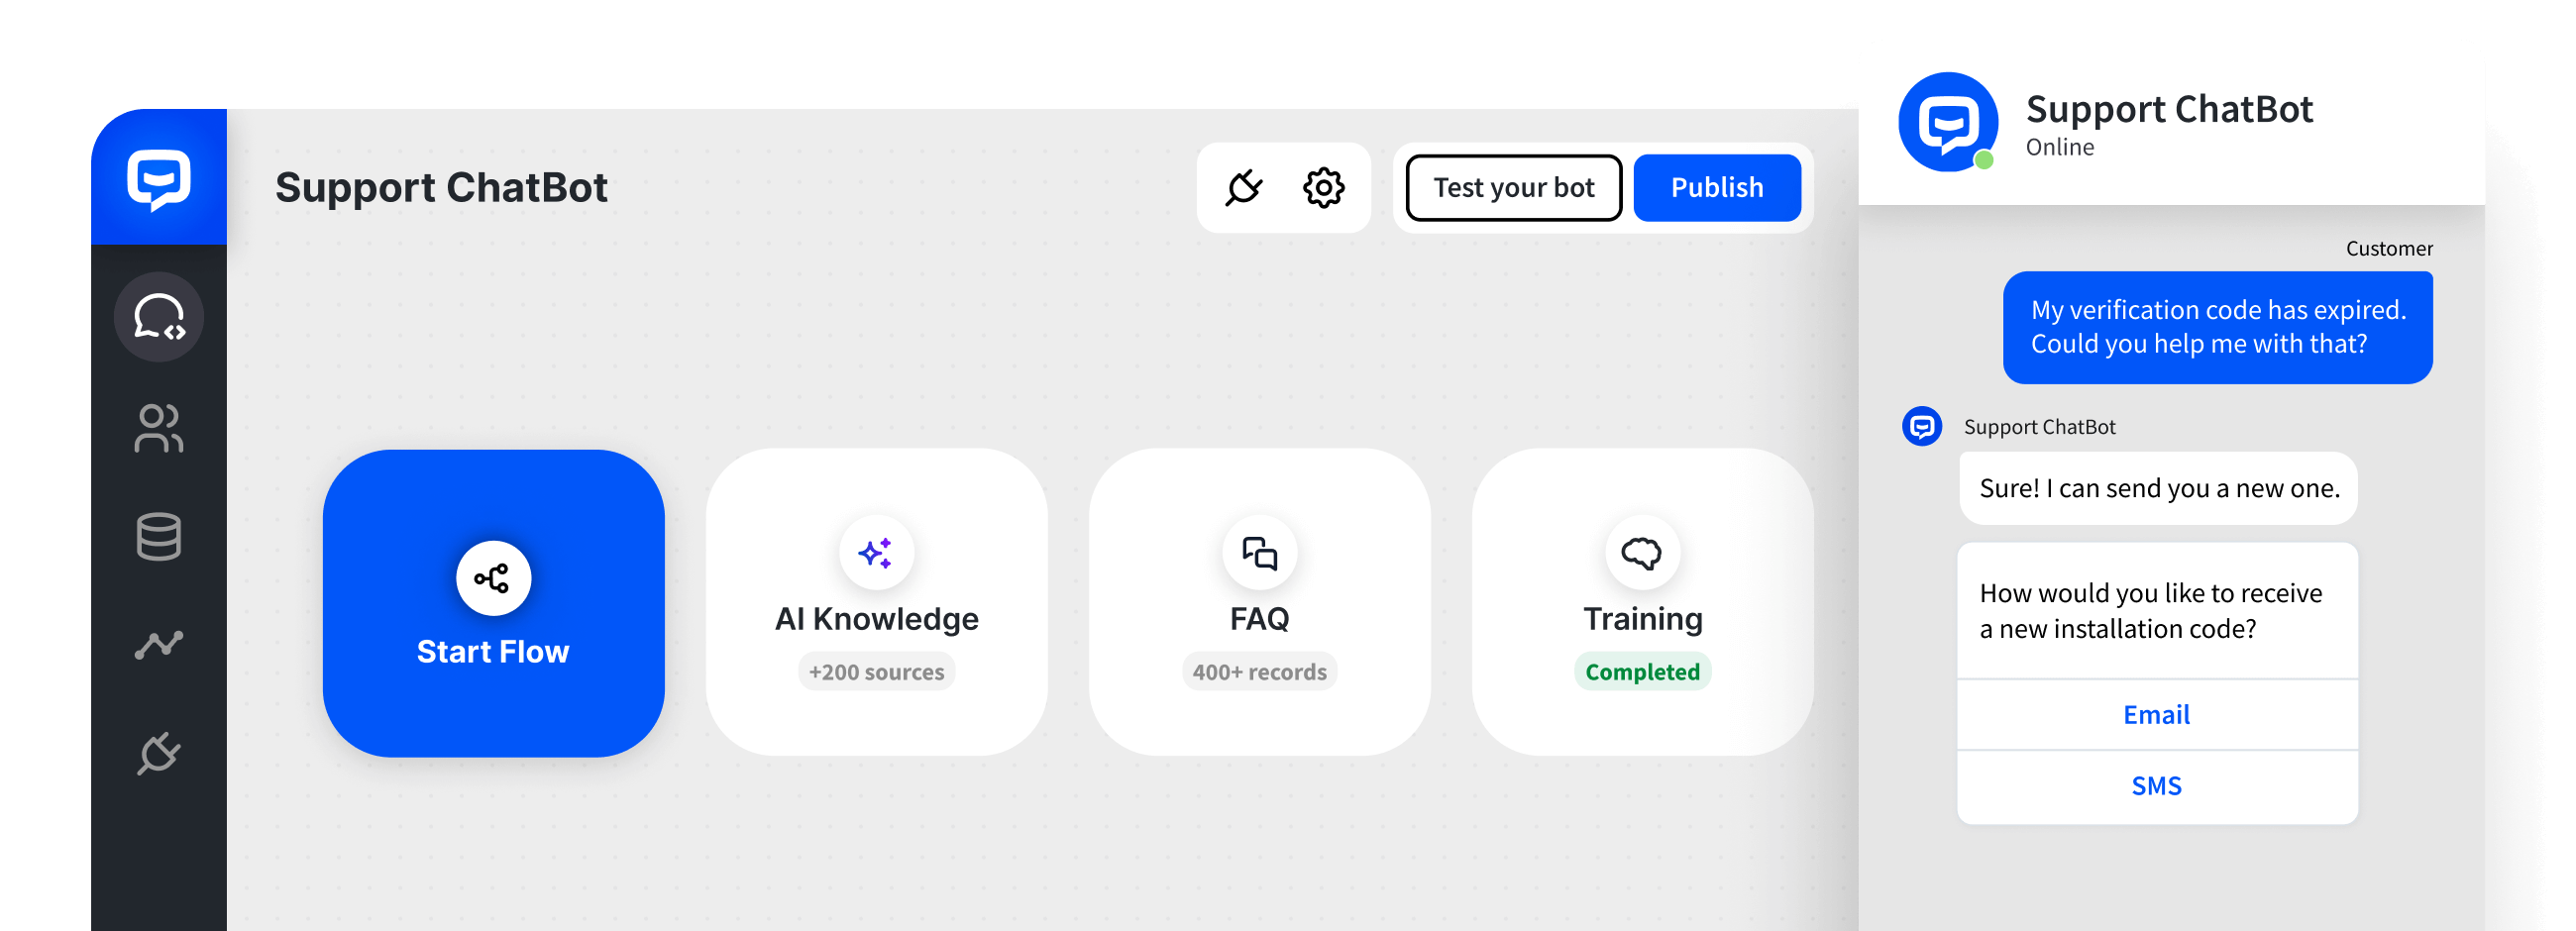 Support ChatBot
Test your bot
Publish
Start Flow
AI Knowledge
+200 sources
FAQ
400+ records
Training
Completed
Support ChatBot
Online
Customer
My verification code has expired.
Could you help me with that?
Support ChatBot
Sure! I can send you a new one.
How would you like to receive
a new installation code?
Email
SMS